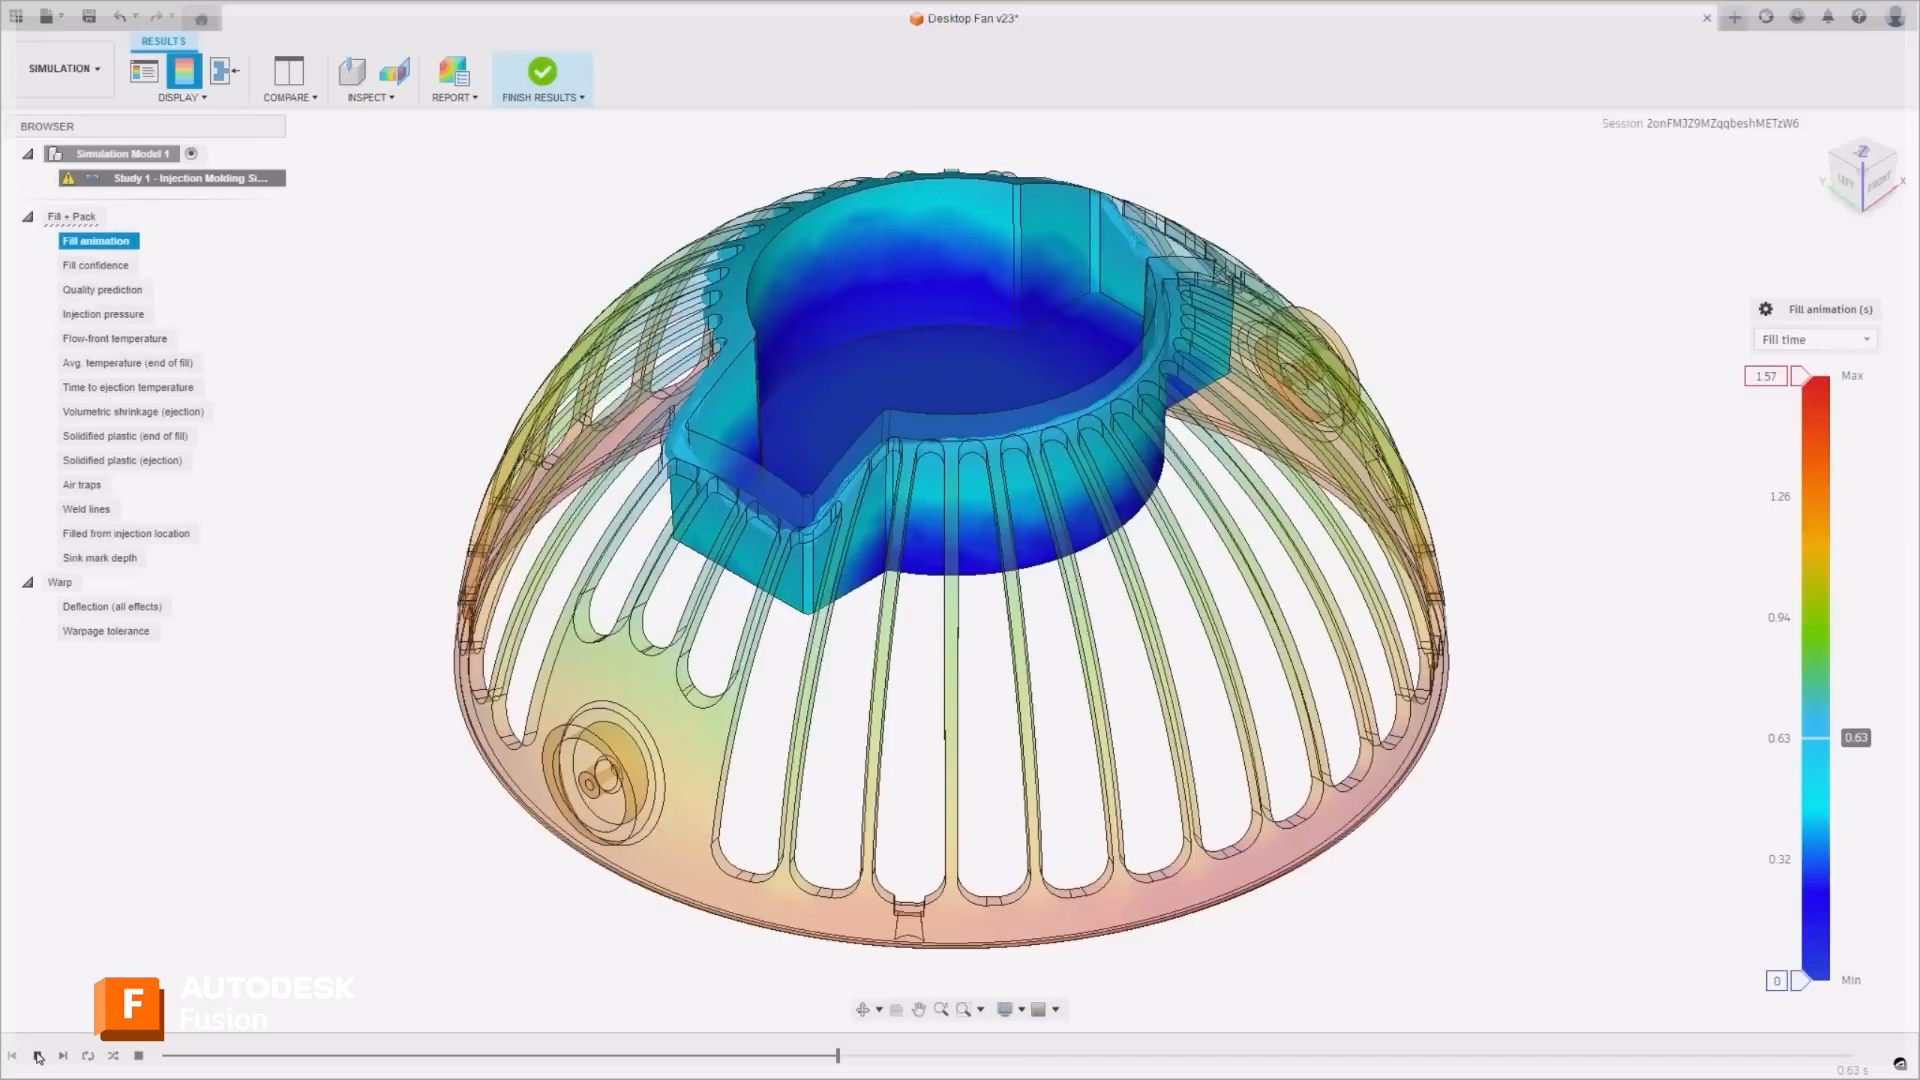 Desktop Fan v23*
RESULTS
SIMULATION
DISPLAY
COMPARE
INSPECT
REPORT
FINISH RESULTS
BROWSER
Session 2onFMJZ9MZqqbeshMETzW6
Simulation Model 1
Study 1 - Injection Molding Si...
Fill + Pack
Fill animation
Fill confidence
Quality prediction
Injection pressure
Flow-front temperature
Avg. temperature (end of fill)
Time to ejection temperature
Volumetric shrinkage (ejection)
Solidified plastic (end of fill)
Solidified plastic (ejection)
Air traps
Weld lines
Filled from injection location
Sink mark depth
Warp
Deflection (all effects)
Warpage tolerance
Z
LEFT
FRONT
Y
X
Fill animation (s)
Fill time
1.57 Max
1.26
0.94
0.63 0.63
0.32
0 Min
F
AUTODESK
Fusion
0.63 s